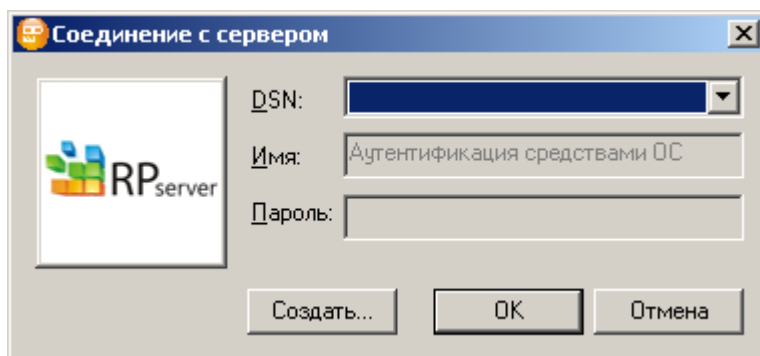 Соединение с сервером
DSN:
Имя:
Аутентификация средствами ОС
RPserver
Пароль:
Создать...
OK
Отмена